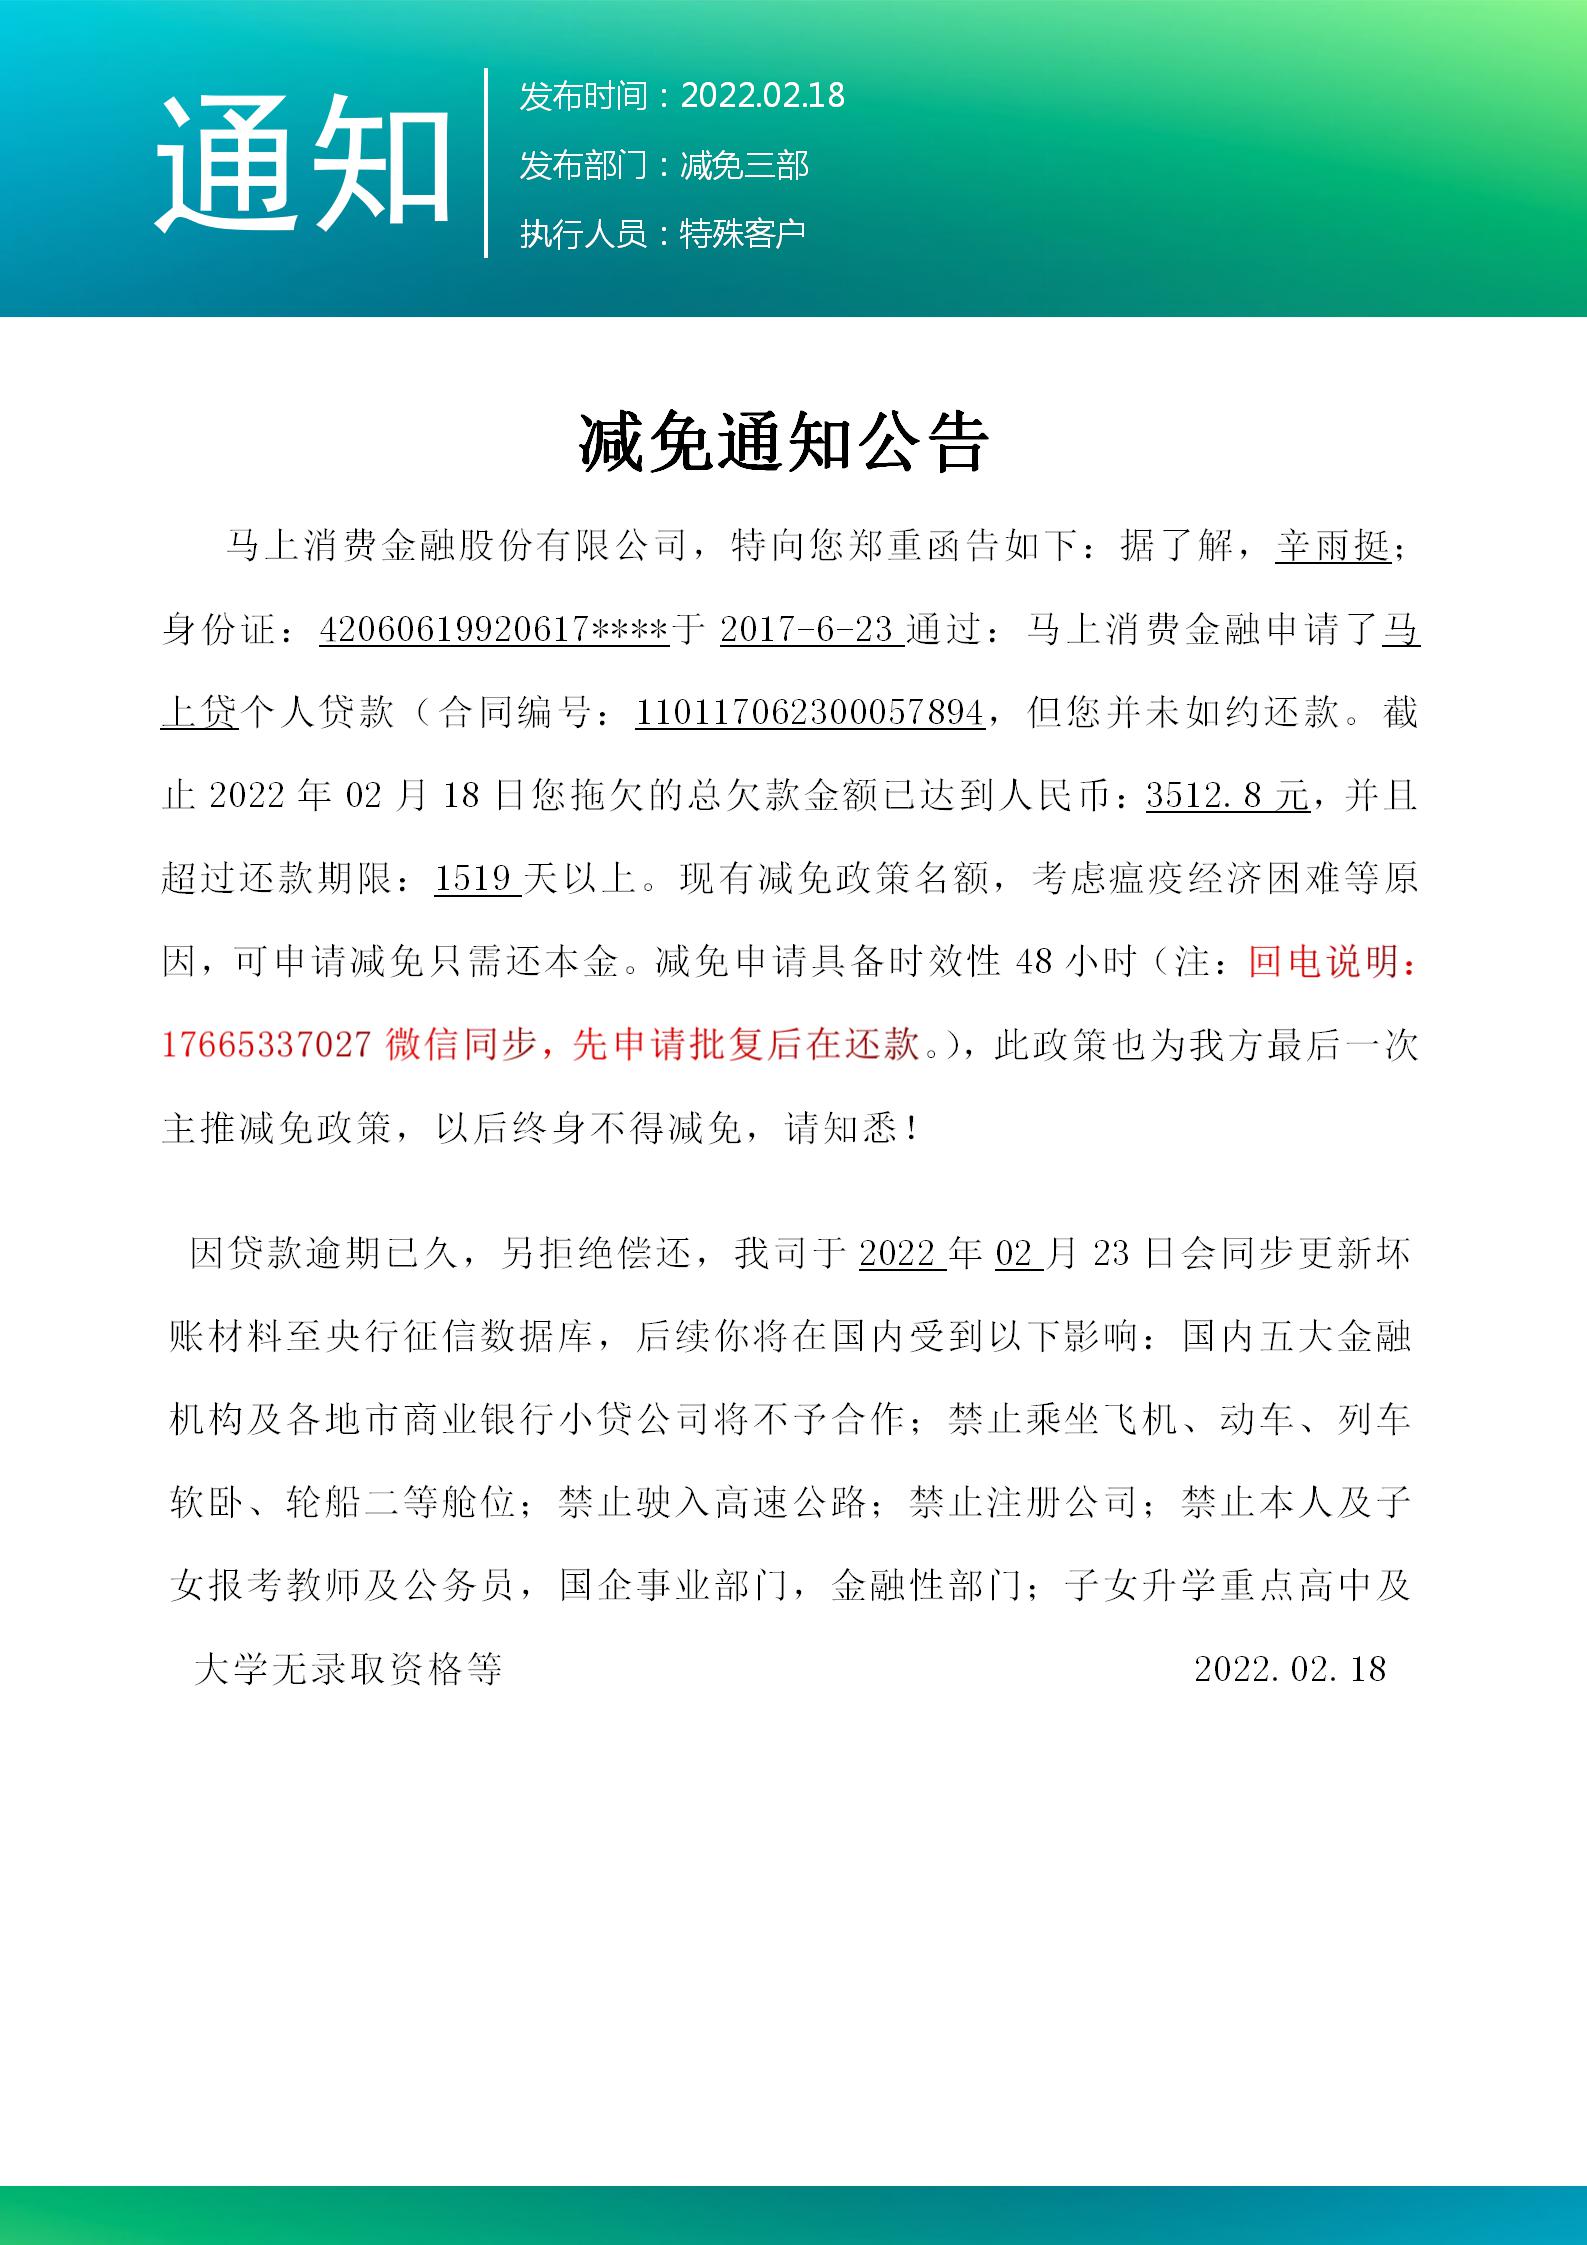 通知
发布时间：2022.02.18
发布部门：减免三部
执行人员：特殊客户
减免通知公告
马上消费金融股份有限公司，特向您郑重函告如下：据了解，辛雨挺；
身份证：42060619920617****于 2017-6-23 通过：马上消费金融申请了马
上贷个人贷款（合同编号：110117062300057894，但您并未如约还款。截
止 2022 年 02 月 18 日您拖欠的总欠款金额已达到人民币：3512.8 元，并且
超过还款期限：1519 天以上。现有减免政策名额，考虑瘟疫经济困难等原
因，可申请减免只需还本金。减免申请具备时效性 48 小时（注：回电说明：
17665337027 微信同步，先申请批复后在还款。），此政策也为我方最后一次
主推减免政策，以后终身不得减免，请知悉！
因贷款逾期已久，另拒绝偿还，我司于 2022 年 02 月 23 日会同步更新坏
账材料至央行征信数据库，后续你将在国内受到以下影响：国内五大金融
机构及各地市商业银行小贷公司将不予合作；禁止乘坐飞机、动车、列车
软卧、轮船二等舱位；禁止驶入高速公路；禁止注册公司；禁止本人及子
女报考教师及公务员，国企事业部门，金融性部门；子女升学重点高中及
大学无录取资格等 2022.02.18